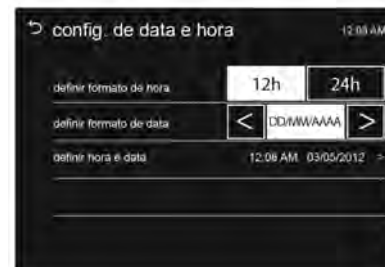 config. de data e hora 12:08 AM
definir formato de hora 12h 24h
definir formato de data < DD/MM/AAAA >
definir hora e data 12:08 AM 03/05/2012 >